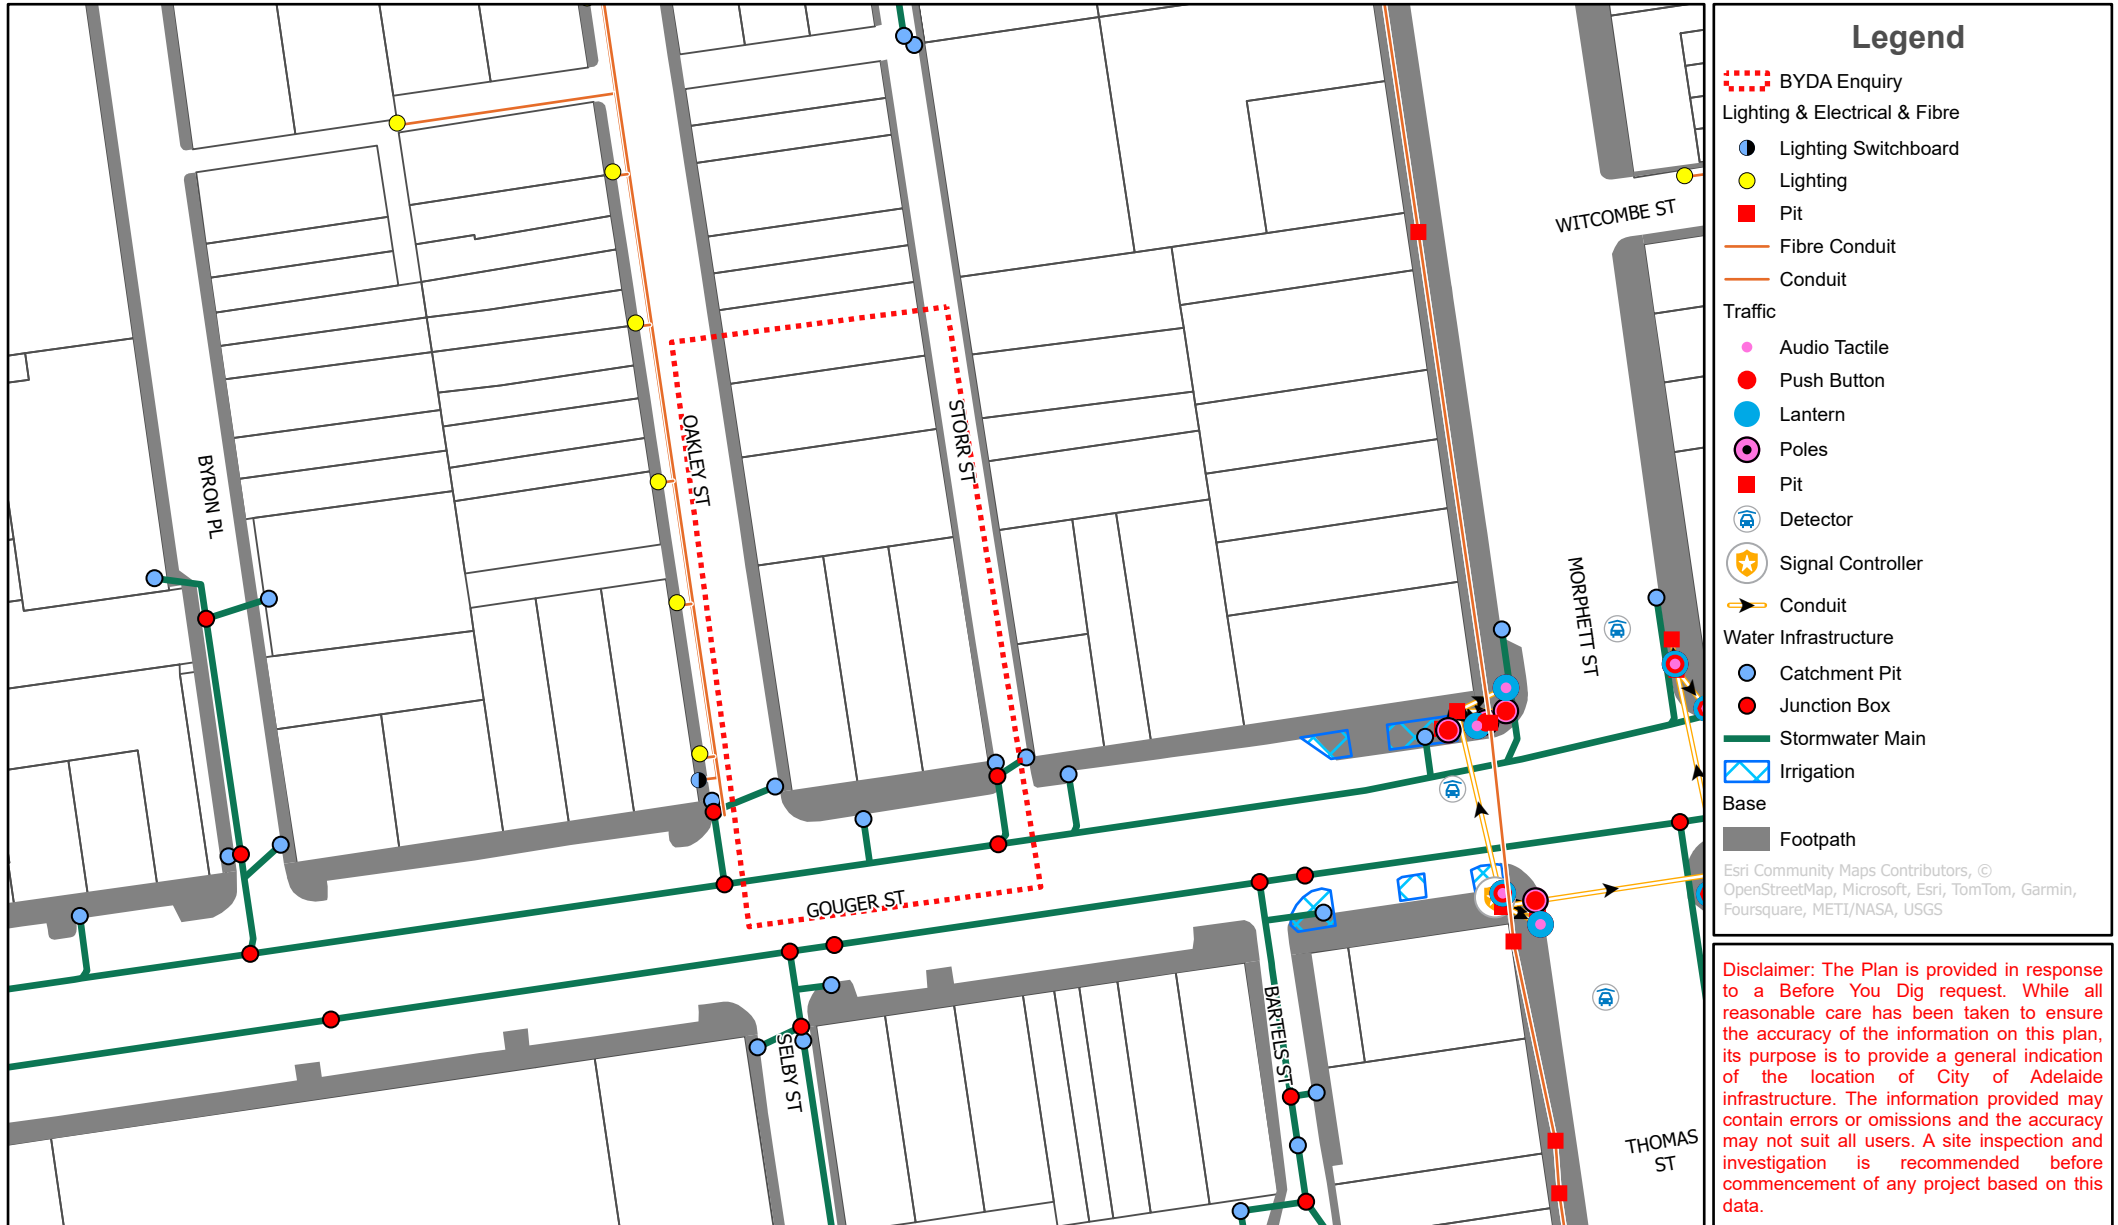 WITCOMBE ST
OAKLEY ST
STORR ST
BYRON PL
MORPHETT ST
GOUGER ST
SELBY ST
BARTELS ST
THOMAS
ST
Legend
BYDA Enquiry
Lighting & Electrical & Fibre
Lighting Switchboard
Lighting
Pit
Fibre Conduit
Conduit
Traffic
Audio Tactile
Push Button
Lantern
Poles
Pit
Detector
Signal Controller
Conduit
Water Infrastructure
Catchment Pit
Junction Box
Stormwater Main
Irrigation
Base
Footpath
Esri Community Maps Contributors, ©
OpenStreetMap, Microsoft, Esri, TomTom, Garmin,
Foursquare, METI/NASA, USGS
Disclaimer: The Plan is provided in response
to a Before You Dig request. While all
reasonable care has been taken to ensure
the accuracy of the information on this plan,
its purpose is to provide a general indication
of the location of City of Adelaide
infrastructure. The information provided may
contain errors or omissions and the accuracy
may not suit all users. A site inspection and
investigation is recommended before
commencement of any project based on this
data.